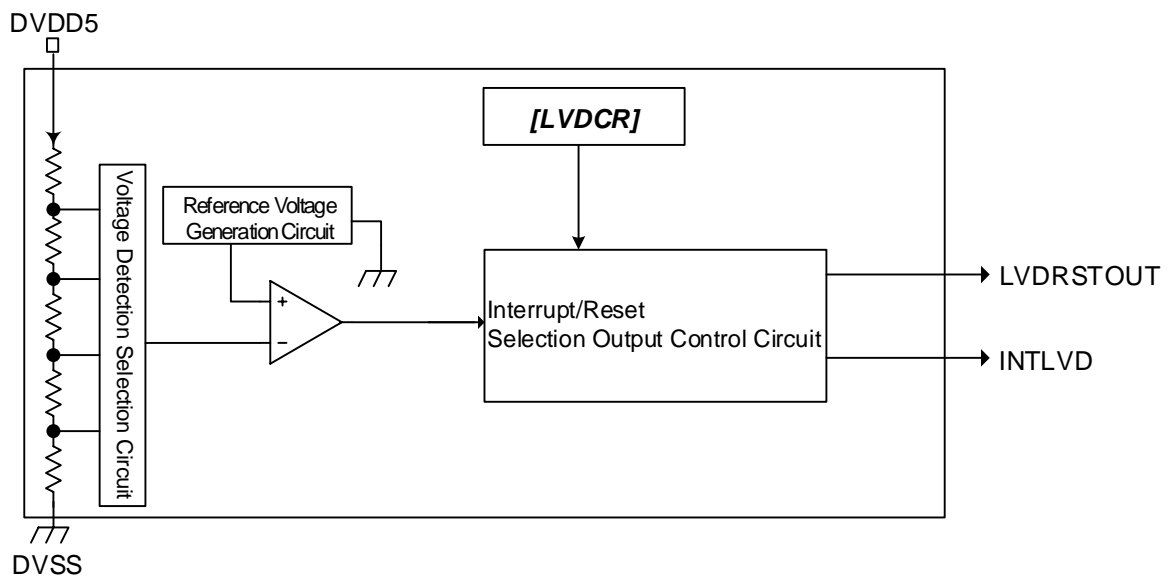 DVDD5
[LVDCR]
Voltage Detection Selection Circuit
Reference Voltage
Generation Circuit
+
−
Interrupt/Reset
Selection Output Control Circuit
LVDRSTOUT
INTLVD
DVSS